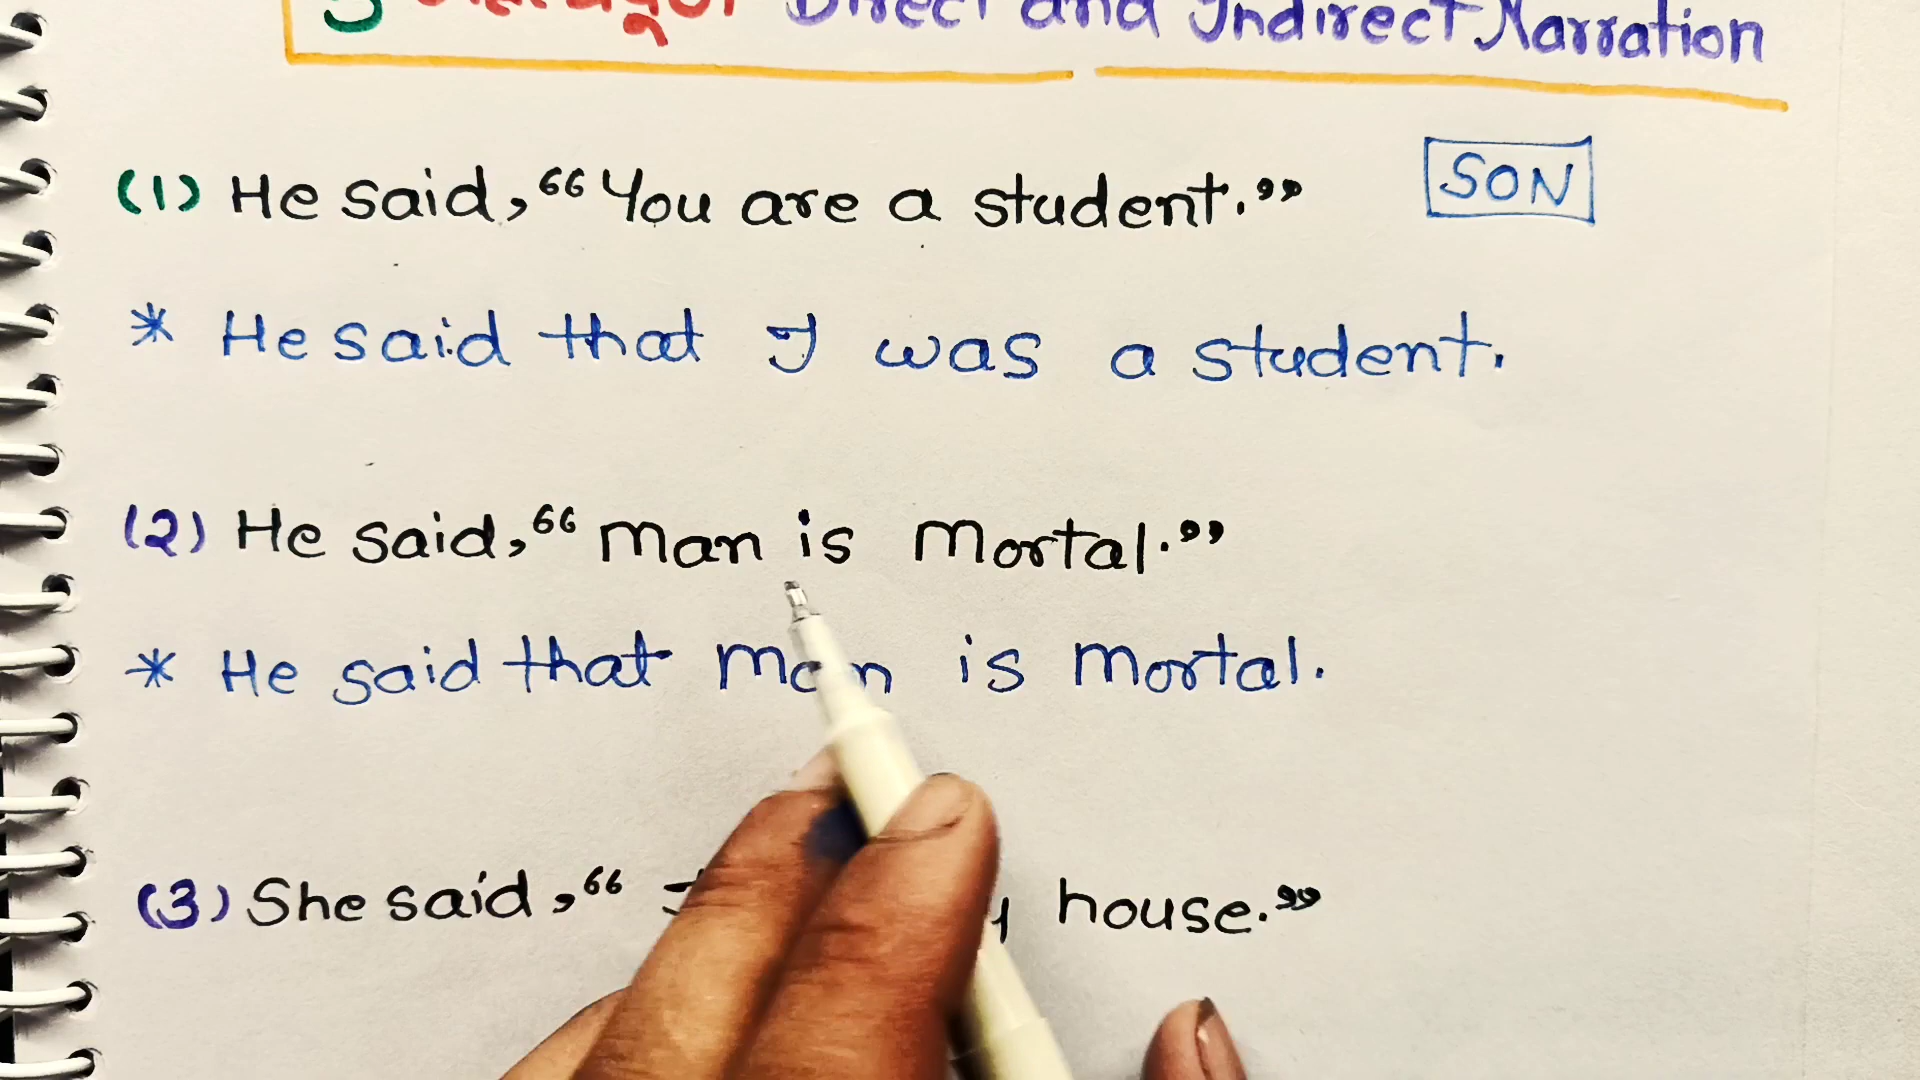 Direct and Indirect Narration
(1) He said, “You are a student.”
SON
* He said that I was a student.
(2) He said, “man is mortal.”
* He said that man is mortal.
(3) She said, “ house.”